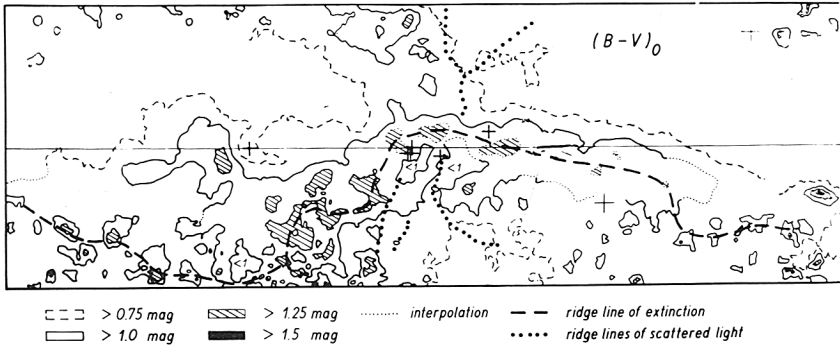 (B-V)₀
<1
<1
<1
> 0.75 mag
> 1.25 mag
interpolation
ridge line of extinction
> 1.0 mag
> 1.5 mag
ridge lines of scattered light